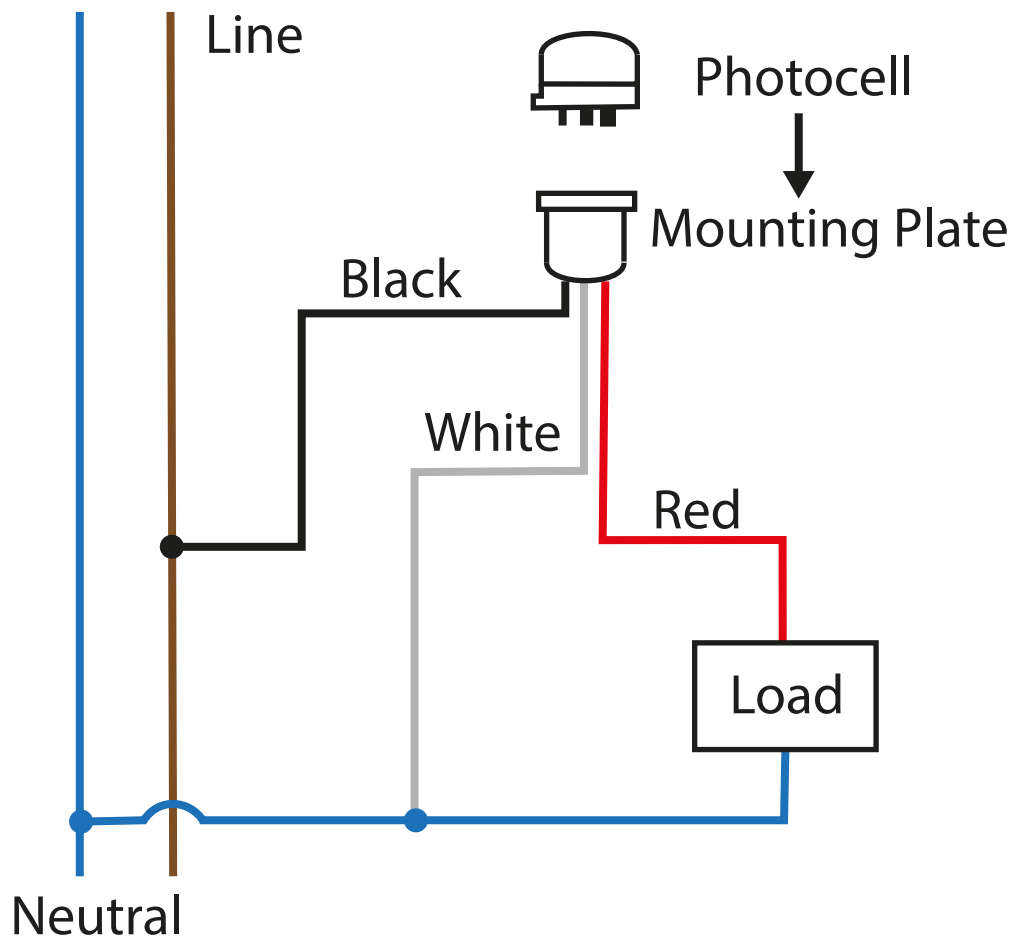 Line
Photocell
Mounting Plate
Black
White
Red
Load
Neutral